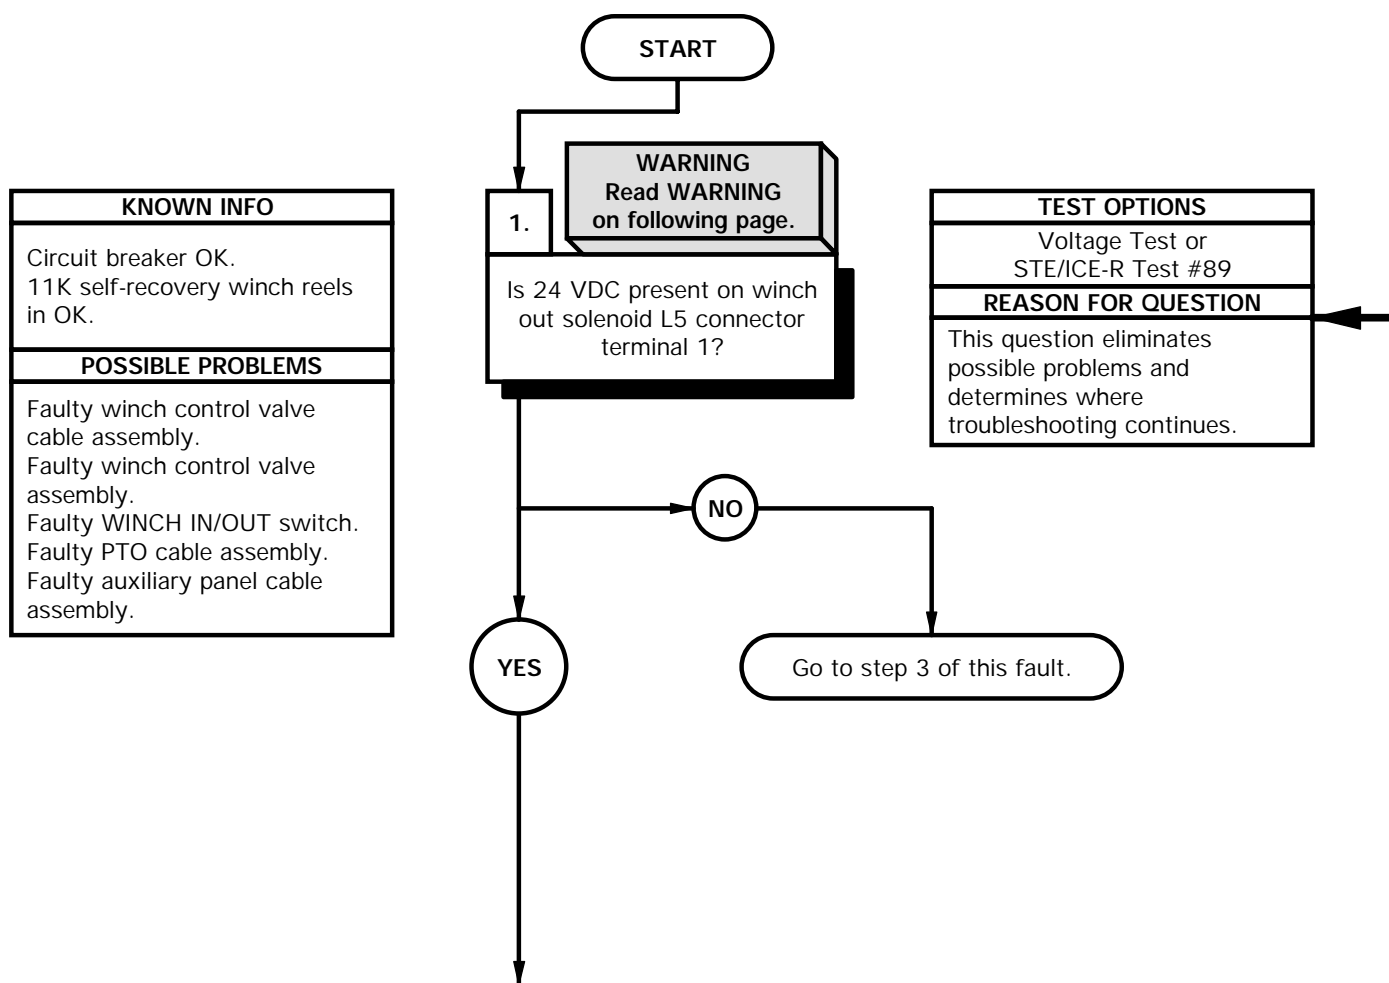 START
WARNING
Read WARNING
on following page.
1.
Is 24 VDC present on winch
out solenoid L5 connector
terminal 1?
KNOWN INFO
Circuit breaker OK.
11K self-recovery winch reels
in OK.
POSSIBLE PROBLEMS
Faulty winch control valve
cable assembly.
Faulty winch control valve
assembly.
Faulty WINCH IN/OUT switch.
Faulty PTO cable assembly.
Faulty auxiliary panel cable
assembly.
TEST OPTIONS
Voltage Test or
STE/ICE-R Test #89
REASON FOR QUESTION
This question eliminates
possible problems and
determines where
troubleshooting continues.
NO
YES
Go to step 3 of this fault.